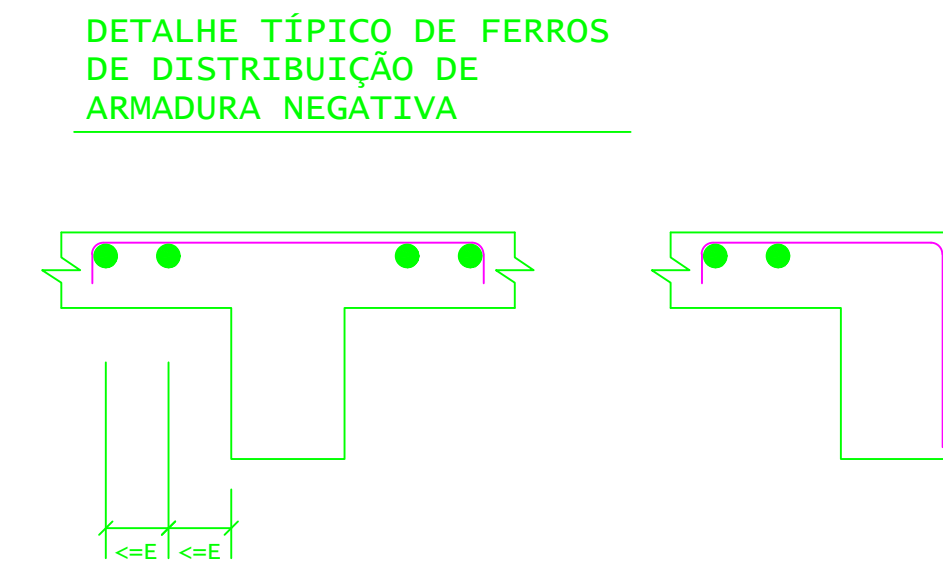 DETALHE TÍPICO DE FERROS
DE DISTRIBUIÇÃO DE
ARMADURA NEGATIVA
<=E <=E